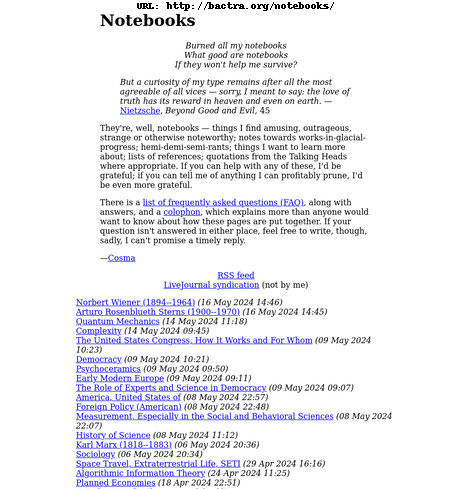 URL: http://bactra.org/notebooks/
Notebooks
Burned all my notebooks
What good are notebooks
If they won't help me survive?
But a curiosity of my type remains after all the most
agreeable of all vices — sorry, I meant to say: the love of
truth has its reward in heaven and even on earth. —
Nietzsche, Beyond Good and Evil, 45
They're, well, notebooks — things I find amusing, outrageous,
strange or otherwise noteworthy; notes towards works-in-glacial-
progress; hemi-demi-semi-rants; things I want to learn more
about; lists of references; quotations from the Talking Heads
where appropriate. If you can help with any of these, I'd be
grateful; if you can tell me of anything I can profitably prune, I'd
be even more grateful.
There is a list of frequently asked questions (FAQ), along with
answers, and a colophon, which explains more than anyone would
want to know about how these pages are put together. If your
question isn't answered in either place, feel free to write, though,
sadly, I can't promise a timely reply.
—Cosma
RSS feed
LiveJournal syndication (not by me)
Norbert Wiener (1894--1964) (16 May 2024 14:46)
Arturo Rosenblueth Sterns (1900--1970) (16 May 2024 14:45)
Quantum Mechanics (14 May 2024 11:18)
Complexity (14 May 2024 09:45)
The United States Congress, How It Works and For Whom (09 May 2024
10:23)
Democracy (09 May 2024 10:21)
Psychoceramics (09 May 2024 09:50)
Early Modern Europe (09 May 2024 09:11)
The Role of Experts and Science in Democracy (09 May 2024 09:07)
America, United States of (08 May 2024 22:57)
Foreign Policy (American) (08 May 2024 22:48)
Measurement, Especially in the Social and Behavioral Sciences (08 May 2024
22:07)
History of Science (08 May 2024 11:12)
Karl Marx (1818--1883) (06 May 2024 20:36)
Sociology (06 May 2024 20:34)
Space Travel, Extraterrestrial Life, SETI (29 Apr 2024 16:16)
Algorithmic Information Theory (24 Apr 2024 11:25)
Planned Economies (18 Apr 2024 22:51)